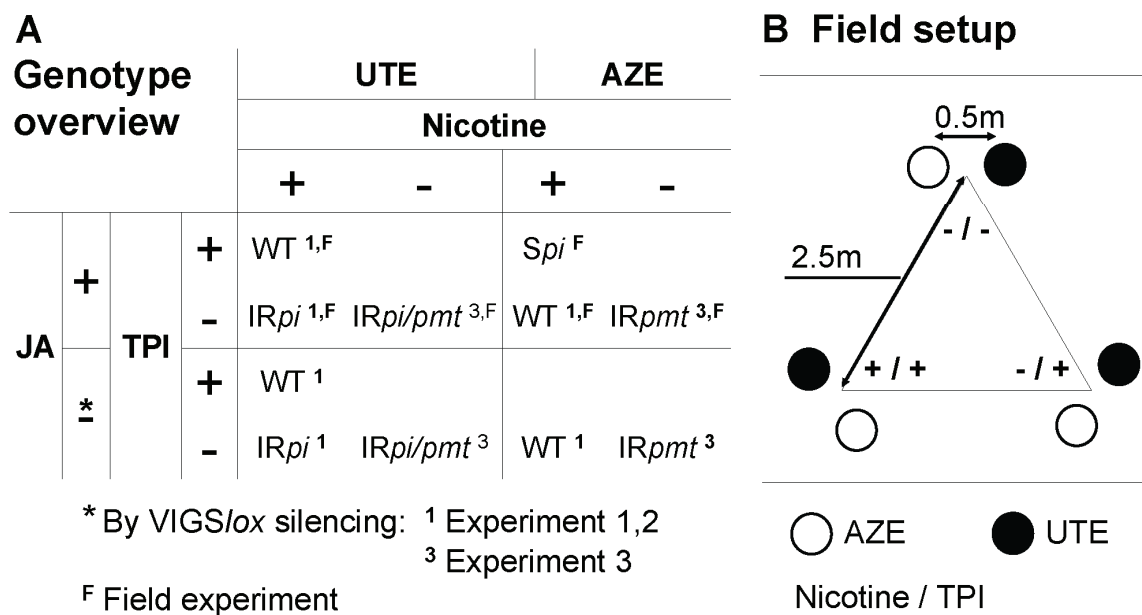 A
Genotype
overview
UTE AZE
Nicotine
+ - + -
+ WT 1,F Spi F
+
- IRpi 1,F IRpi/pmt 3,F WT 1,F IRpmt 3,F
JA TPI
+ WT 1
* -
- IRpi 1 IRpi/pmt 3 WT 1 IRpmt 3
* By VIGSlox silencing: 1 Experiment 1,2
3 Experiment 3
F Field experiment
B Field setup
0.5m
- / -
2.5m
+ / + - / +
AZE UTE
Nicotine / TPI